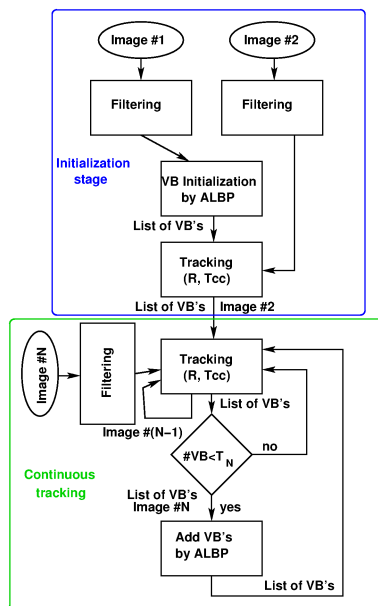 Image #1
Image #2
Filtering
Filtering
Initialization
stage
VB Initialization
by ALBP
List of VB's
Tracking
(R, Tcc)
List of VB's
Image #2
Image #N
Filtering
Tracking
(R, Tcc)
List of VB's
Image #(N−1)
#VB<T N
no
Continuous
tracking
List of VB's
Image #N
yes
Add VB's
by ALBP
List of VB's